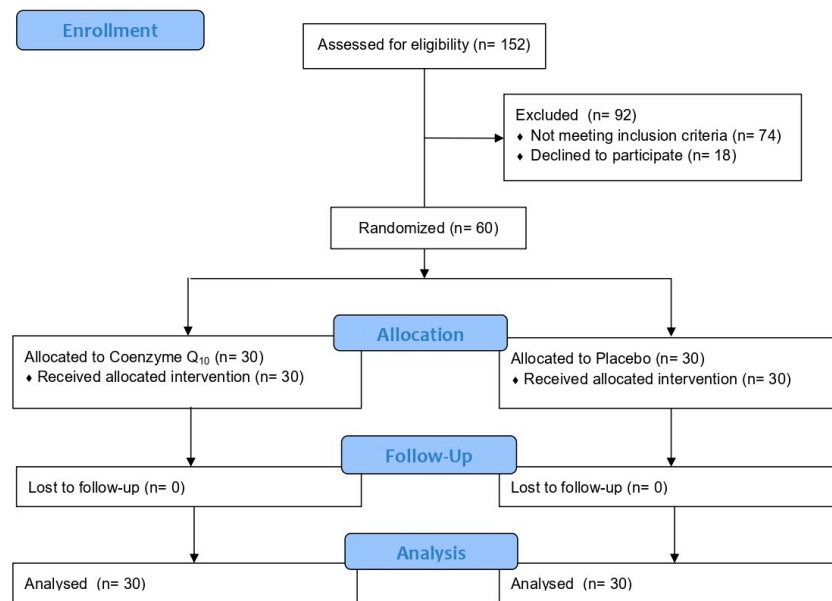 Enrollment
Assessed for eligibility (n= 152)
Excluded (n= 92)
♦ Not meeting inclusion criteria (n= 74)
♦ Declined to participate (n= 18)
Randomized (n= 60)
Allocation
Allocated to Coenzyme Q₁₀ (n= 30)
♦ Received allocated intervention (n= 30)
Allocated to Placebo (n= 30)
♦ Received allocated intervention (n= 30)
Follow-Up
Lost to follow-up (n= 0)
Lost to follow-up (n= 0)
Analysis
Analysed (n= 30)
Analysed (n= 30)